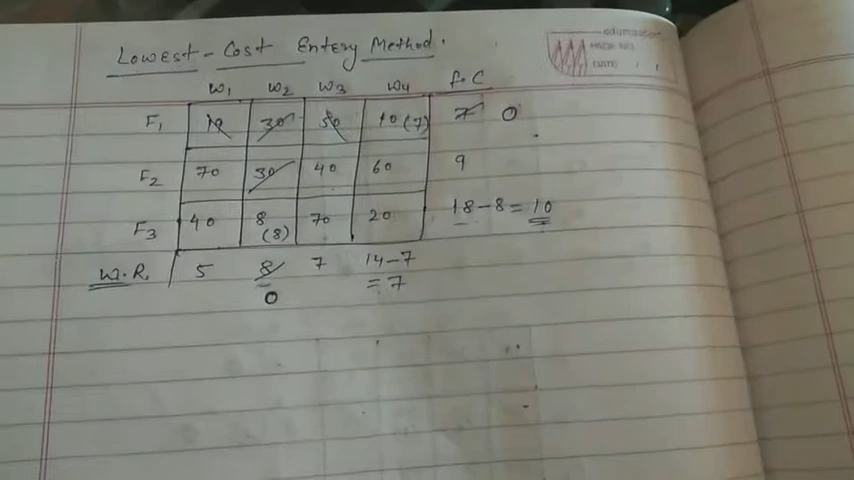 Lowest-Cost Entery Method.
W1 W2 W3 W4 f.C
F1 30 50 10 (7) 7 0
F2 70 30 40 60 9
F3 40 8 (8) 70 20 18-8=10
W.R. 5 8 7 14-7
0 =7